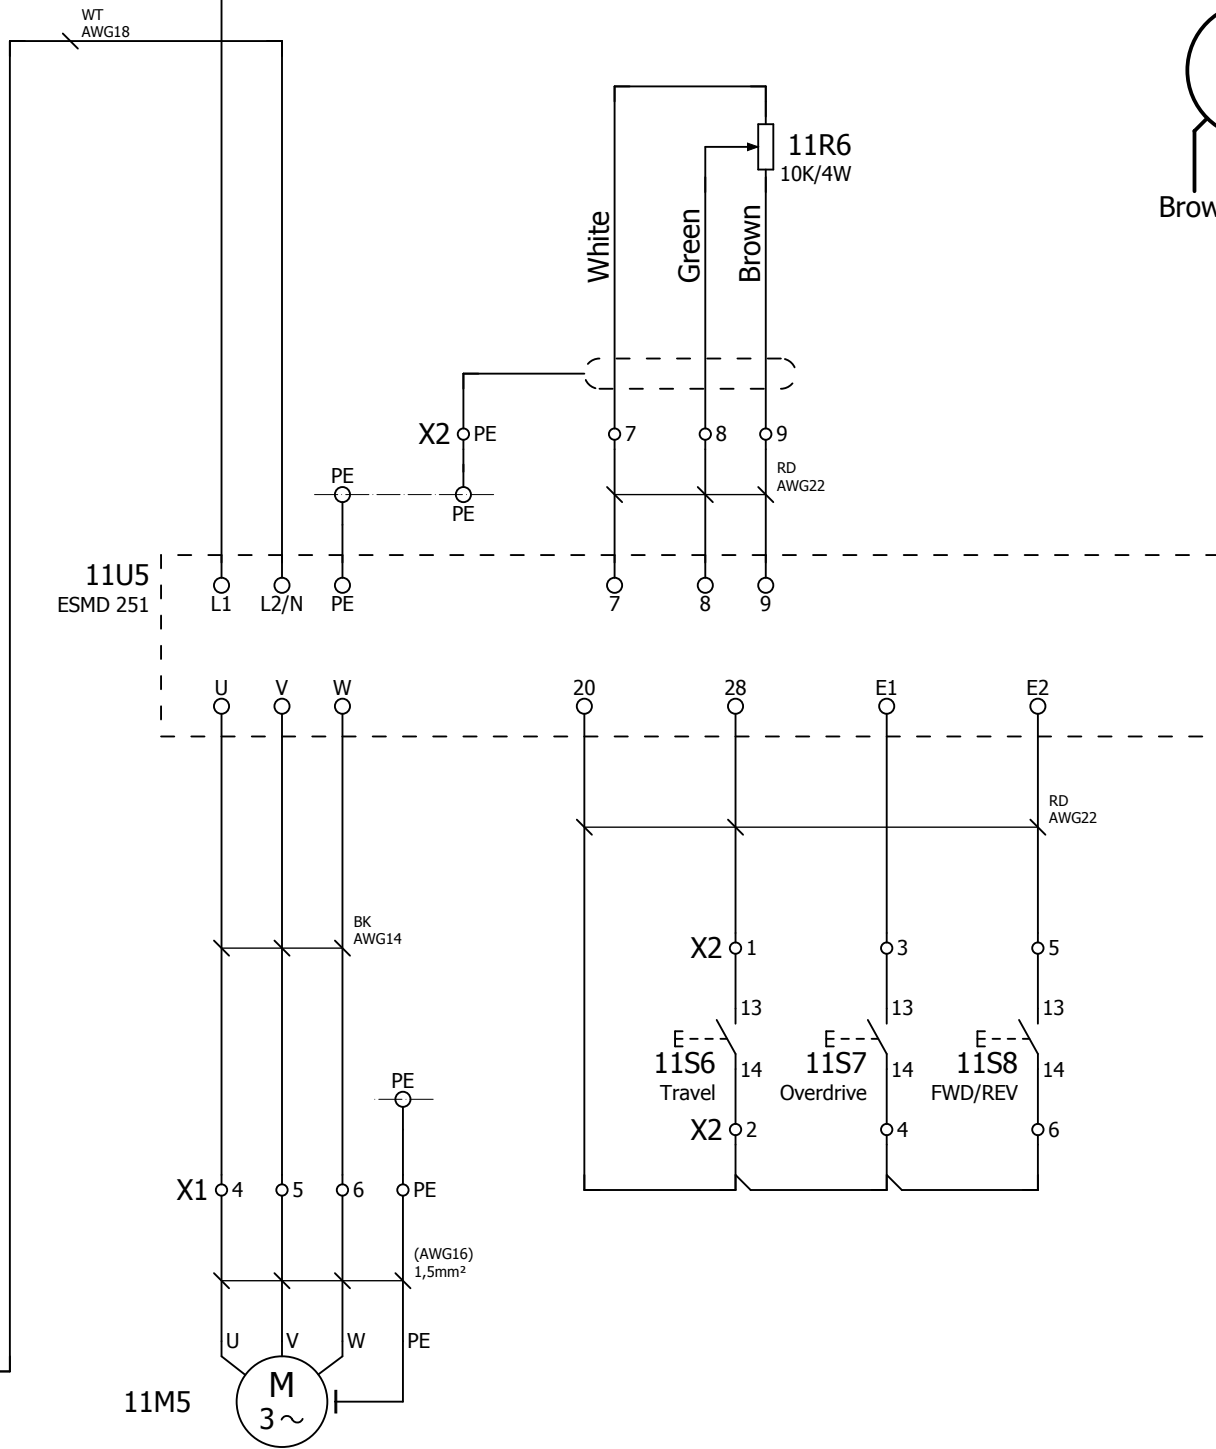 WT
AWG18
11R6
10K/4W
White
Green
Brown
X2
PE
7
8
9
RD
AWG22
PE
PE
11U5
ESMD 251
L1
L2/N
PE
7
8
9
U
V
W
20
28
E1
E2
RD
AWG22
BK
AWG14
X2
1
3
5
13
13
13
E
E
E
11S6
11S7
11S8
14
14
14
Travel
Overdrive
FWD/REV
PE
X2
2
4
6
X1
4
5
6
PE
(AWG16)
1,5mm²
U
V
W
PE
11M5
M
3～